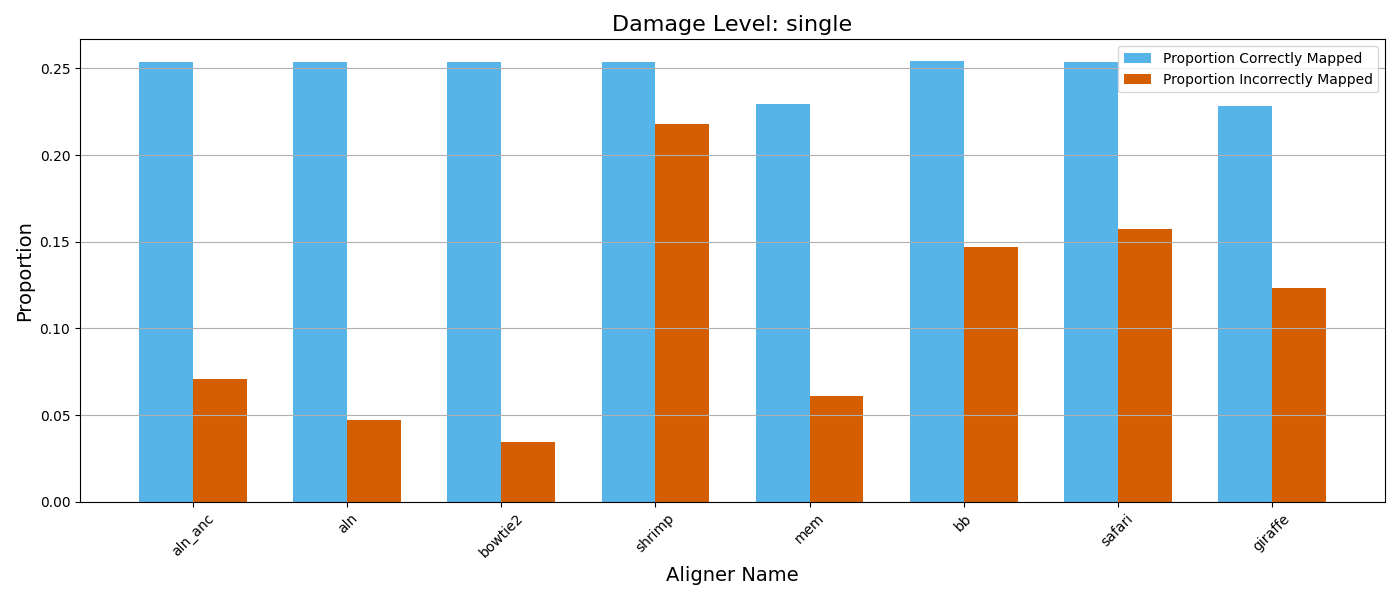 Damage Level: single
Proportion Correctly Mapped
Proportion Incorrectly Mapped
Proportion
0.25
0.20
0.15
0.10
0.05
0.00
aln_anc
aln
bowtie2
shrimp
mem
bb
safari
giraffe
Aligner Name